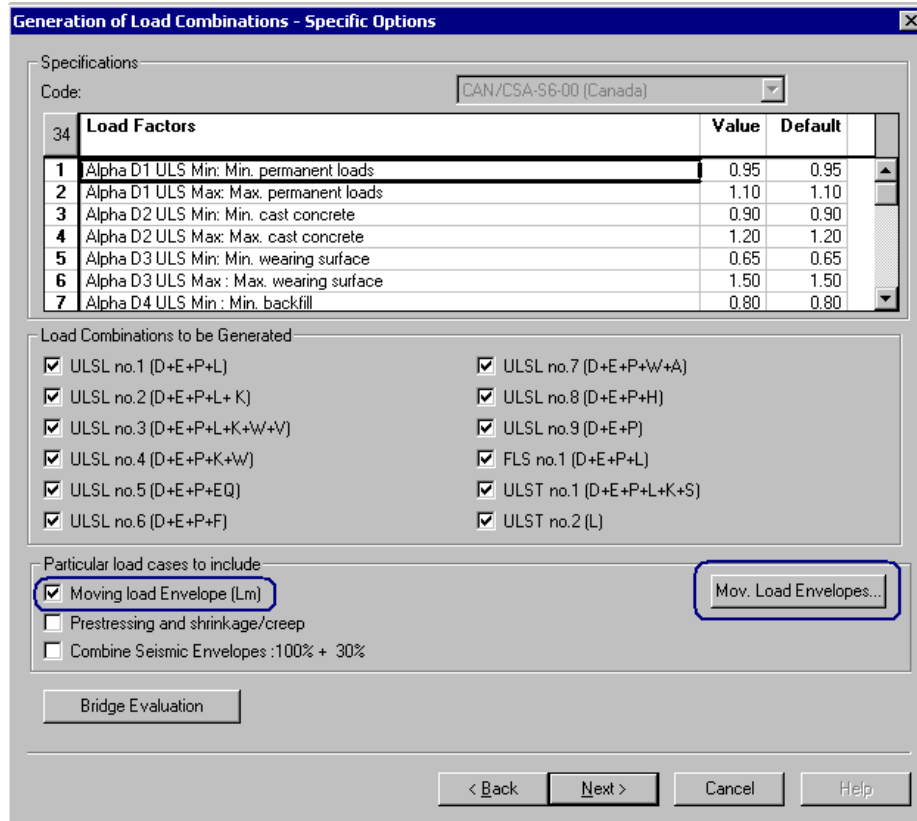 Generation of Load Combinations - Specific Options
Specifications
Code: CAN/CSA-S6-00 (Canada)
34 Load Factors Value Default
1 Alpha D1 ULS Min: Min. permanent loads 0.95 0.95
2 Alpha D1 ULS Max: Max. permanent loads 1.10 1.10
3 Alpha D2 ULS Min: Min. cast concrete 0.90 0.90
4 Alpha D2 ULS Max: Max. cast concrete 1.20 1.20
5 Alpha D3 ULS Min: Min. wearing surface 0.65 0.65
6 Alpha D3 ULS Max : Max. wearing surface 1.50 1.50
7 Alpha D4 ULS Min : Min. backfill 0.80 0.80
Load Combinations to be Generated
ULSL no.1 (D+E+P+L) ULSL no.7 (D+E+P+W+A)
ULSL no.2 (D+E+P+L+ K) ULSL no.8 (D+E+P+H)
ULSL no.3 (D+E+P+L+K+W+V) ULSL no.9 (D+E+P)
ULSL no.4 (D+E+P+K+W) FLS no.1 (D+E+P+L)
ULSL no.5 (D+E+P+EQ) ULST no.1 (D+E+P+L+K+S)
ULSL no.6 (D+E+P+F) ULST no.2 (L)
Particular load cases to include
Moving load Envelope (Lm) Mov. Load Envelopes...
Prestressing and shrinkage/creep
Combine Seismic Envelopes :100% + 30%
Bridge Evaluation
< Back Next > Cancel Help